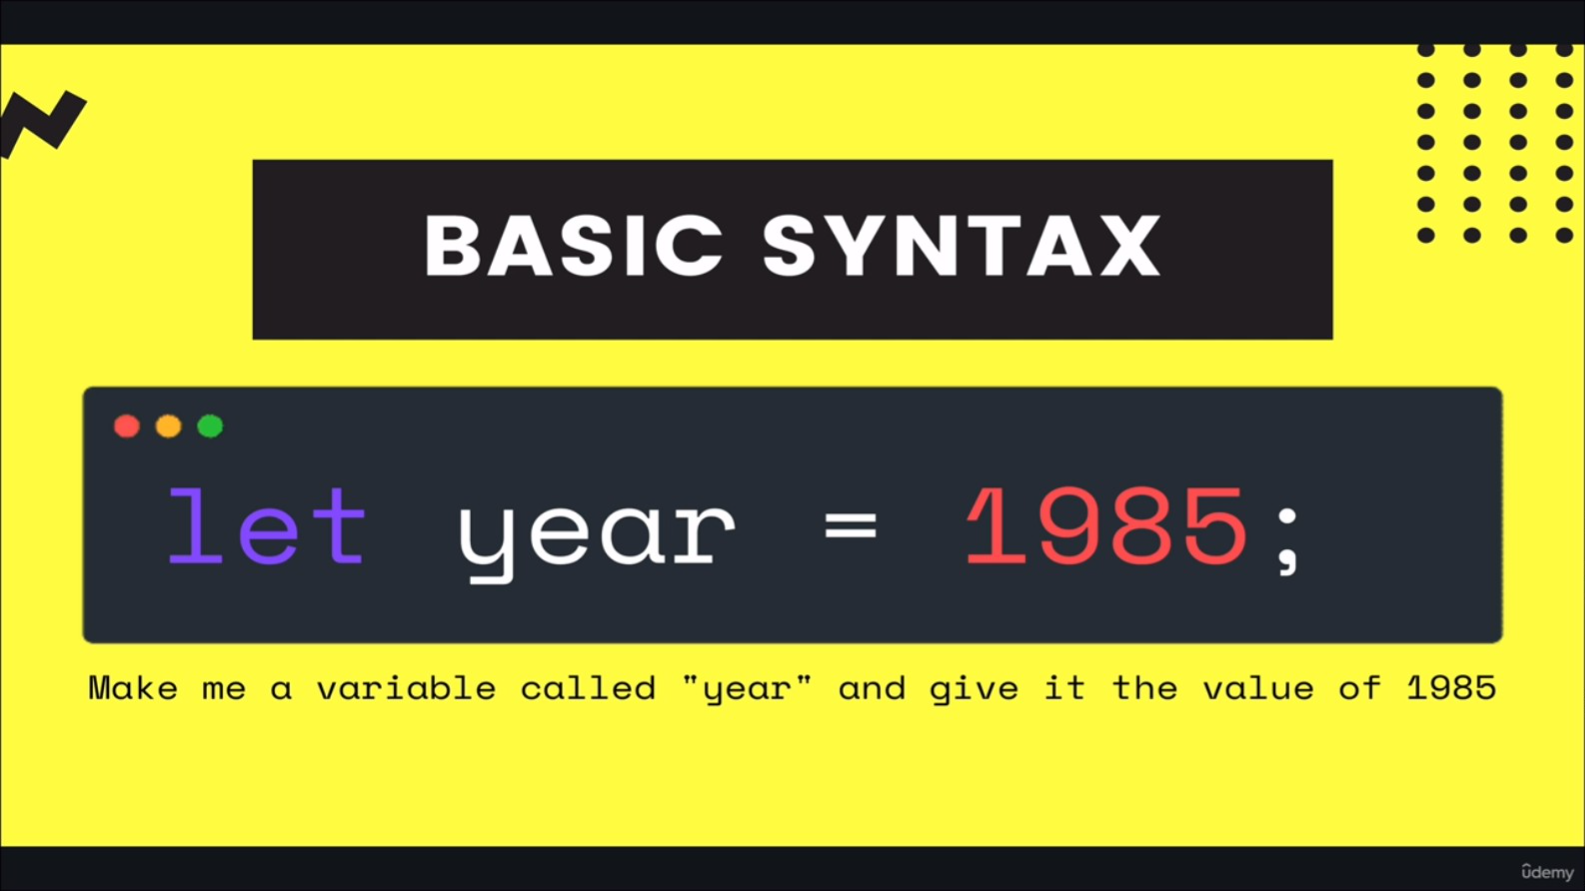 BASIC SYNTAX
let year = 1985;
Make me a variable called "year" and give it the value of 1985
ûdemy